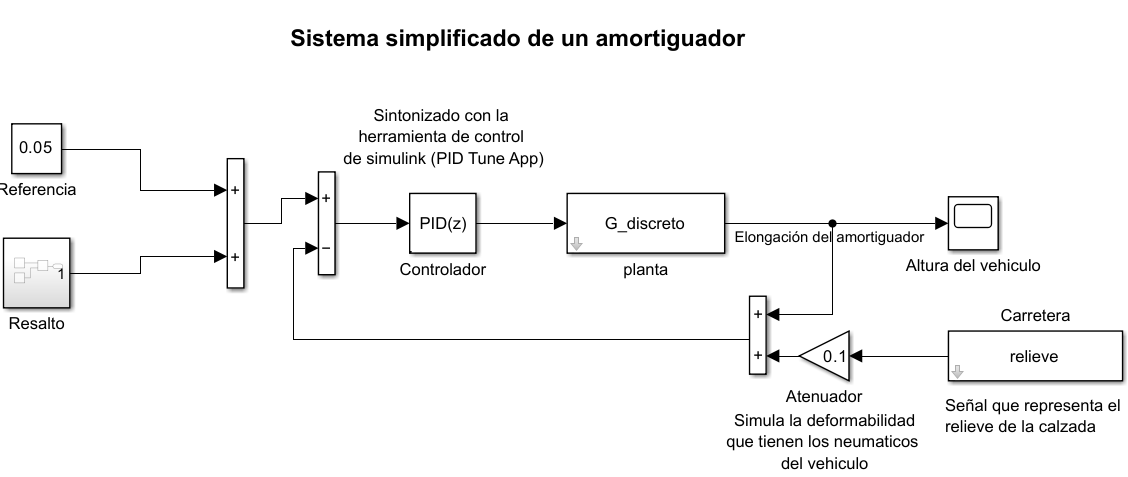 Sistema simplificado de un amortiguador
Sintonizado con la
herramienta de control
de simulink (PID Tune App)
0.05
Referencia
+
+
+
−
PID(z)
Controlador
G_discreto
planta
Elongación del amortiguador
Altura del vehiculo
1
Resalto
Carretera
+
+
0.1
relieve
Atenuador
Simula la deformabilidad
que tienen los neumaticos
del vehiculo
Señal que representa el
relieve de la calzada